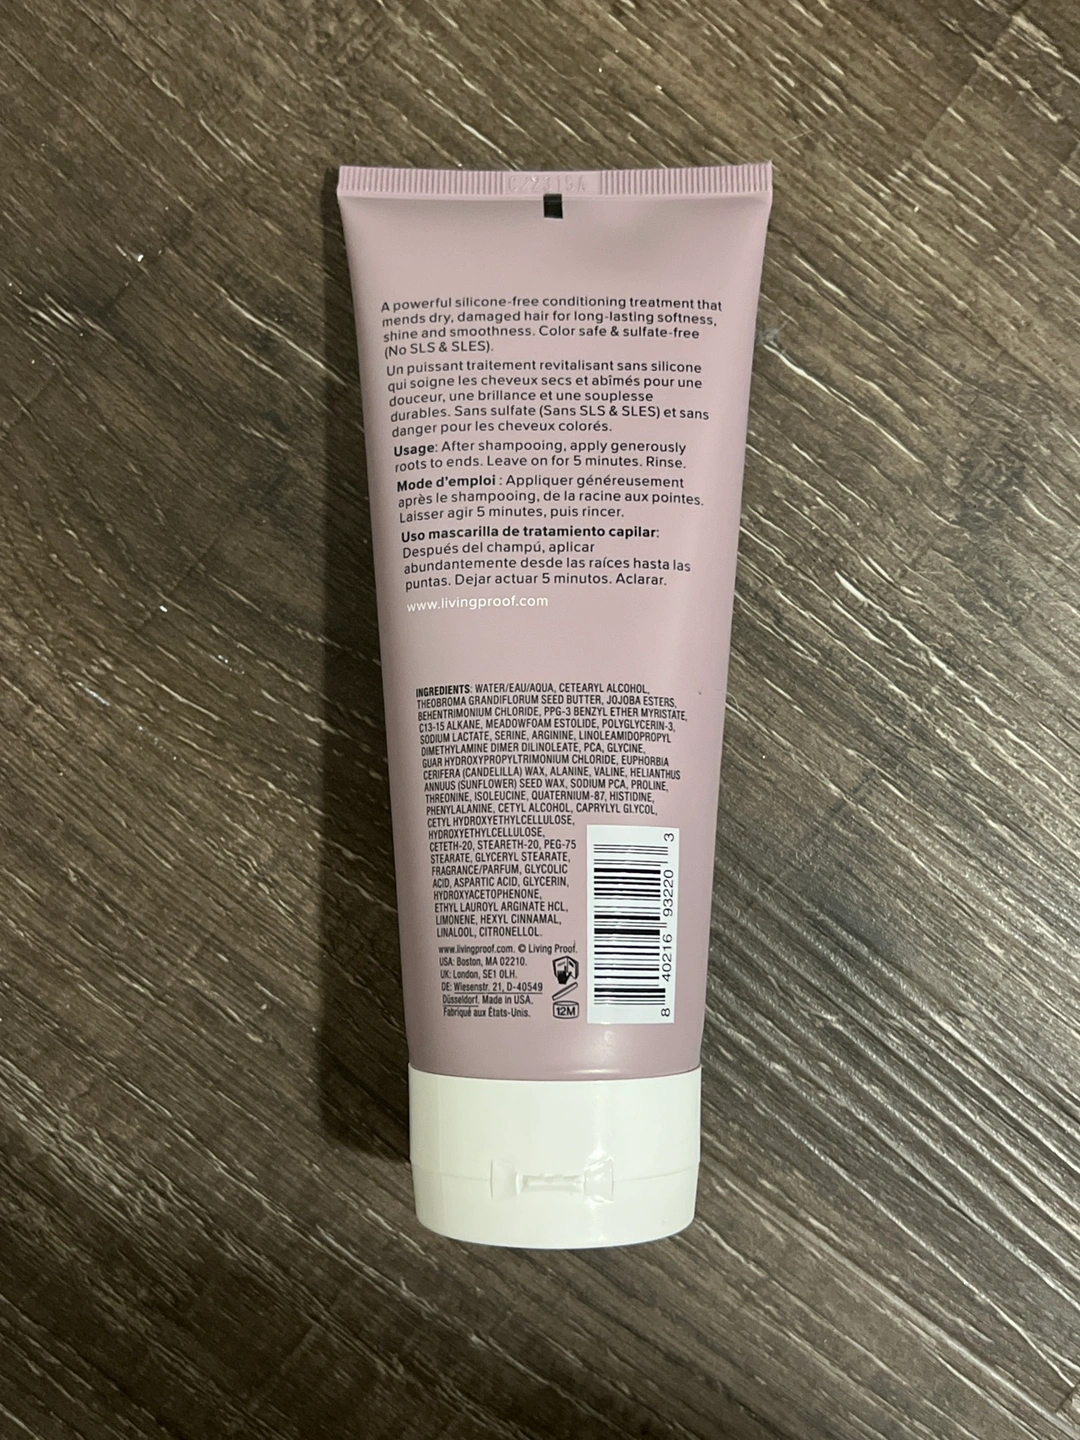 C22315A
A powerful silicone-free conditioning treatment that
mends dry, damaged hair for long-lasting softness,
shine and smoothness. Color safe & sulfate-free
(No SLS & SLES).
Un puissant traitement revitalisant sans silicone
qui soigne les cheveux secs et abîmés pour une
douceur, une brillance et une souplesse
durables. Sans sulfate (Sans SLS & SLES) et sans
danger pour les cheveux colorés.
Usage: After shampooing, apply generously
roots to ends. Leave on for 5 minutes. Rinse.
Mode d'emploi : Appliquer généreusement
après le shampooing, de la racine aux pointes.
Laisser agir 5 minutes, puis rincer.
Uso mascarilla de tratamiento capilar:
Después del champú, aplicar
abundantemente desde las raíces hasta las
puntas. Dejar actuar 5 minutos. Aclarar.
www.livingproof.com
INGREDIENTS: WATER/EAU/AQUA, CETEARYL ALCOHOL,
THEOBROMA GRANDIFLORUM SEED BUTTER, JOJOBA ESTERS,
BEHENTRIMONIUM CHLORIDE, PPG-3 BENZYL ETHER MYRISTATE,
C13-15 ALKANE, MEADOWFOAM ESTOLIDE, POLYGLYCERIN-3,
SODIUM LACTATE, SERINE, ARGININE, LINOLEAMIDOPROPYL
DIMETHYLAMINE DIMER DILINOLEATE, PCA, GLYCINE,
GUAR HYDROXYPROPYLTRIMONIUM CHLORIDE, EUPHORBIA
CERIFERA (CANDELILLA) WAX, ALANINE, VALINE, HELIANTHUS
ANNUUS (SUNFLOWER) SEED WAX, SODIUM PCA, PROLINE,
THREONINE, ISOLEUCINE, QUATERNIUM-87, HISTIDINE,
PHENYLALANINE, CETYL ALCOHOL, CAPRYLYL GLYCOL,
CETYL HYDROXYETHYLCELLULOSE,
HYDROXYETHYLCELLULOSE,
CETETH-20, STEARETH-20, PEG-75
STEARATE, GLYCERYL STEARATE,
FRAGRANCE/PARFUM, GLYCOLIC
ACID, ASPARTIC ACID, GLYCERIN,
HYDROXYACETOPHENONE,
ETHYL LAUROYL ARGINATE HCL,
LIMONENE, HEXYL CINNAMAL,
LINALOOL, CITRONELLOL.
www.livingproof.com. © Living Proof.
USA: Boston, MA 02210.
UK: London, SE1 0LH.
DE: Wiesenstr. 21, D-40549
Düsseldorf. Made in USA.
Fabriqué aux États-Unis.
12M
8 40216 93220 3